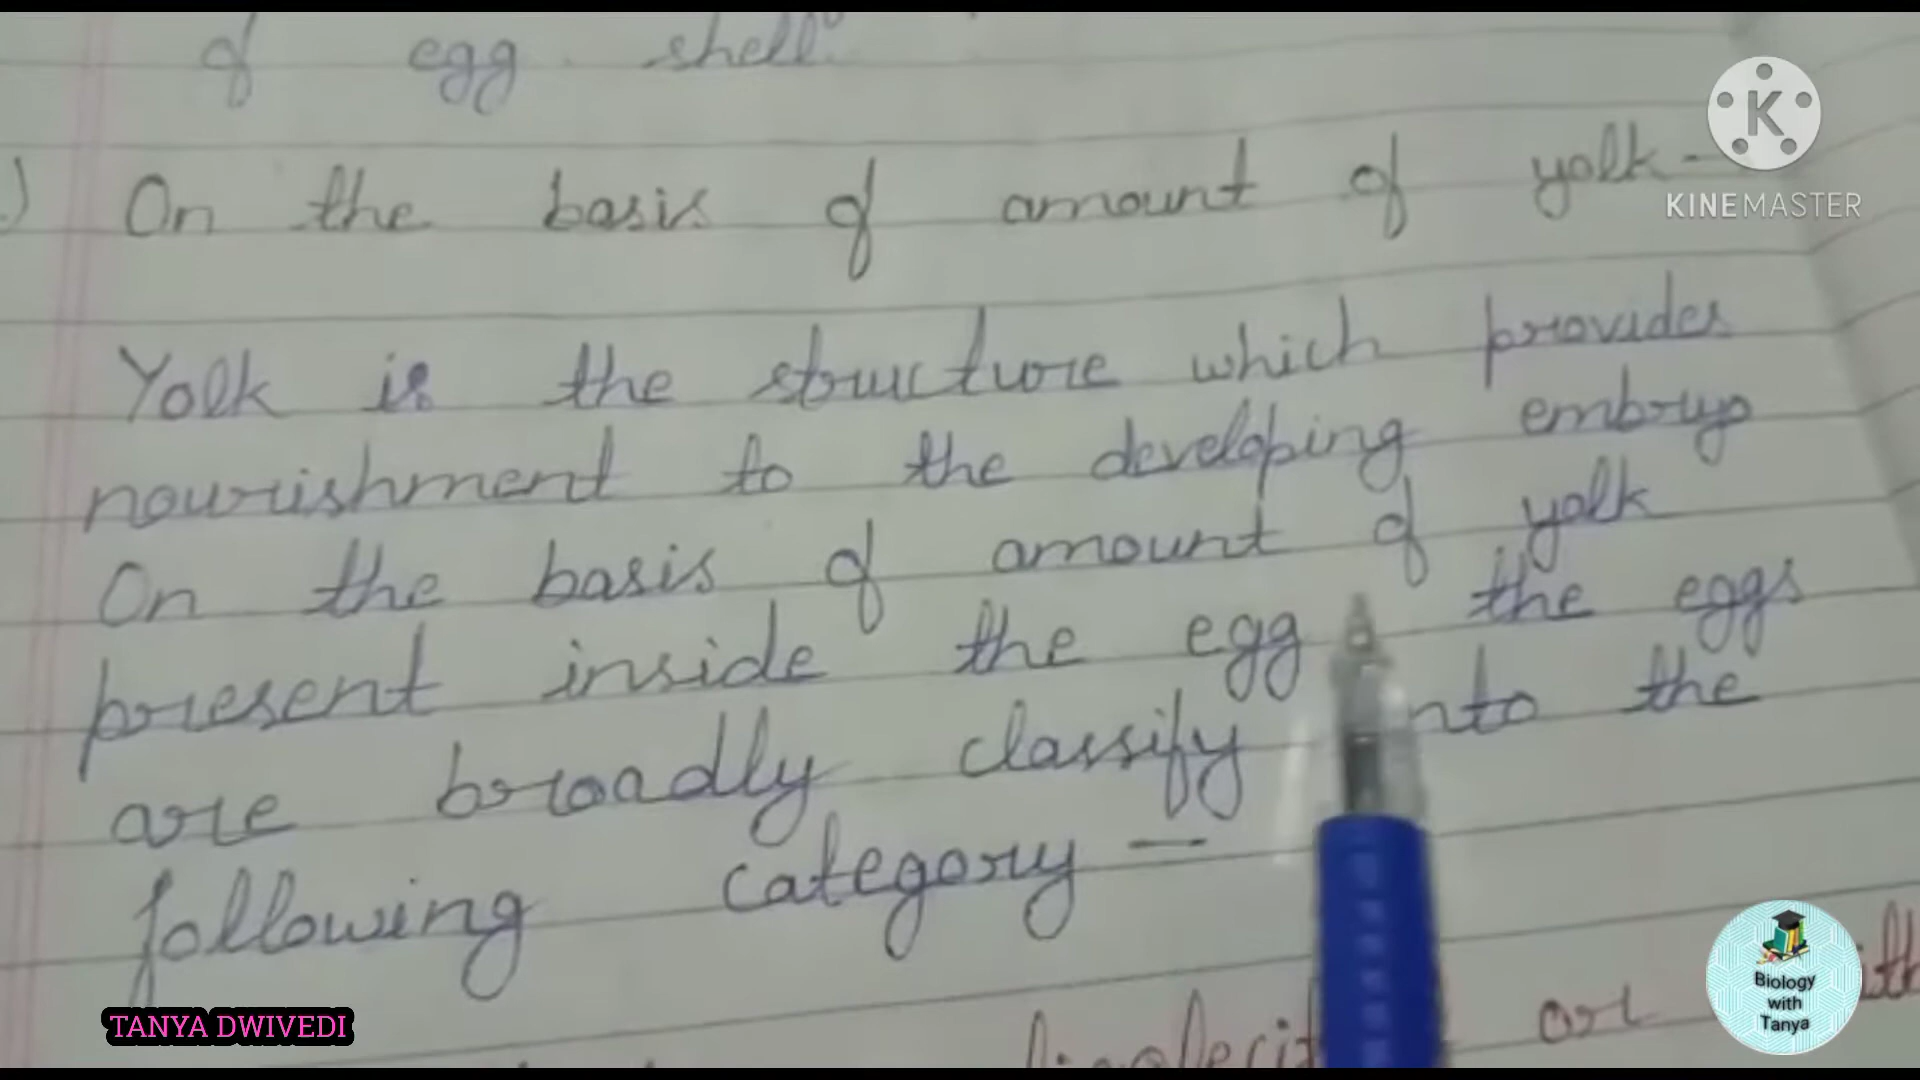 of egg shell.
) On the basis of amount of yolk -
Yolk is the structure which provides
nourishment to the developing embryo
On the basis of amount of yolk
present inside the egg the eggs
are broadly classify into the
following category -
or
K
KINEMASTER
TANYA DWIVEDI
Biology
with
Tanya